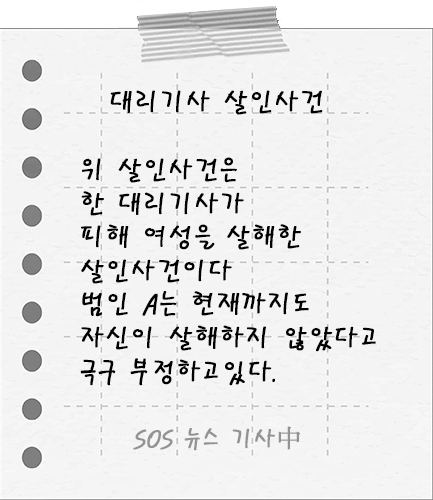 대리기사 살인사건
위 살인사건은
한 대리기사가
피해 여성을 살해한
살인사건이다
범인 A는 현재까지도
자신이 살해하지 않았다고
극구 부정하고있다.
SOS 뉴스 기사中